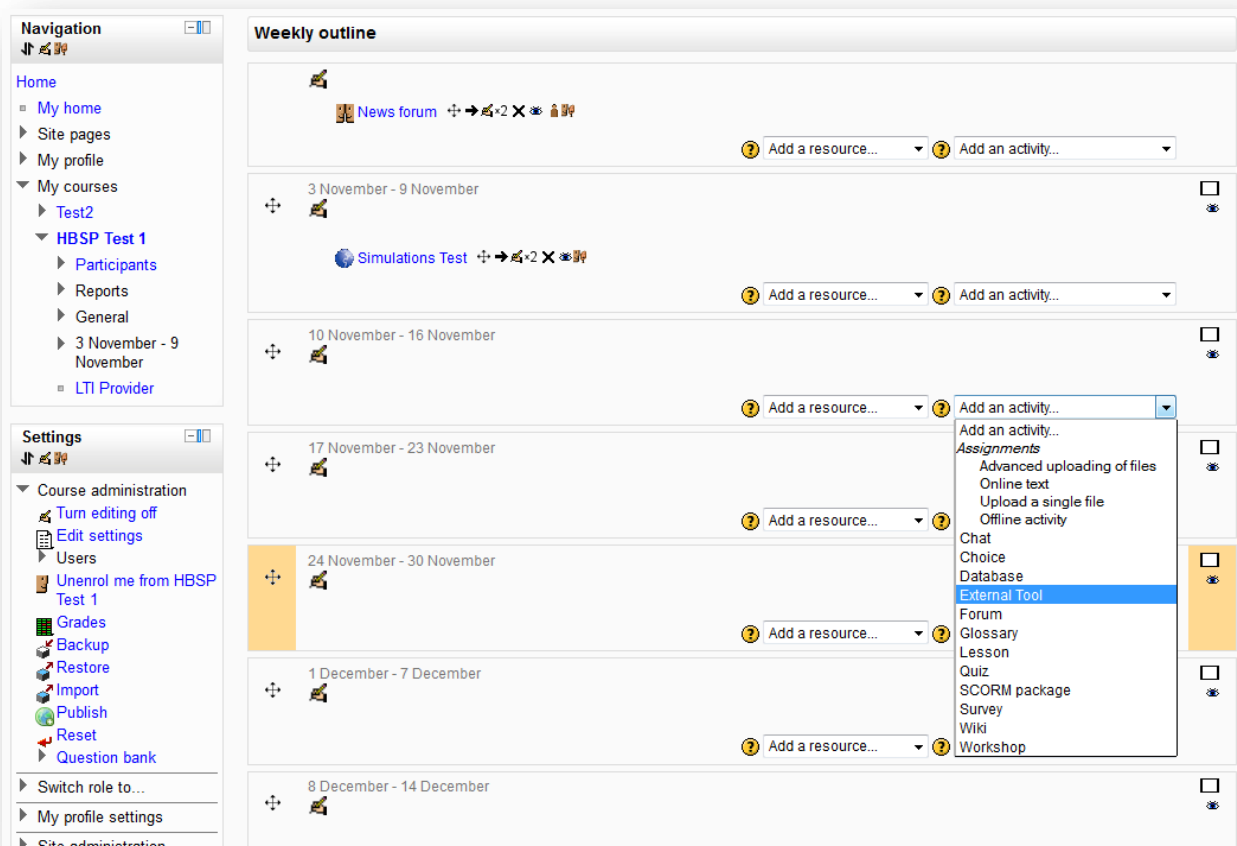 Navigation
Home
My home
Site pages
My profile
My courses
Test2
HBSP Test 1
Participants
Reports
General
3 November - 9
November
LTI Provider
Settings
Course administration
Turn editing off
Edit settings
Users
Unenrol me from HBSP
Test 1
Grades
Backup
Restore
Import
Publish
Reset
Question bank
Switch role to...
My profile settings
Site administration
Weekly outline
News forum ×2
? Add a resource... ? Add an activity...
3 November - 9 November
Simulations Test ×2
? Add a resource... ? Add an activity...
10 November - 16 November
? Add a resource... ? Add an activity...
Add an activity...
Assignments
Advanced uploading of files
Online text
Upload a single file
Offline activity
Chat
Choice
Database
External Tool
Forum
Glossary
Lesson
Quiz
SCORM package
Survey
Wiki
Workshop
17 November - 23 November
? Add a resource... ?
24 November - 30 November
? Add a resource... ?
1 December - 7 December
? Add a resource... ?
8 December - 14 December